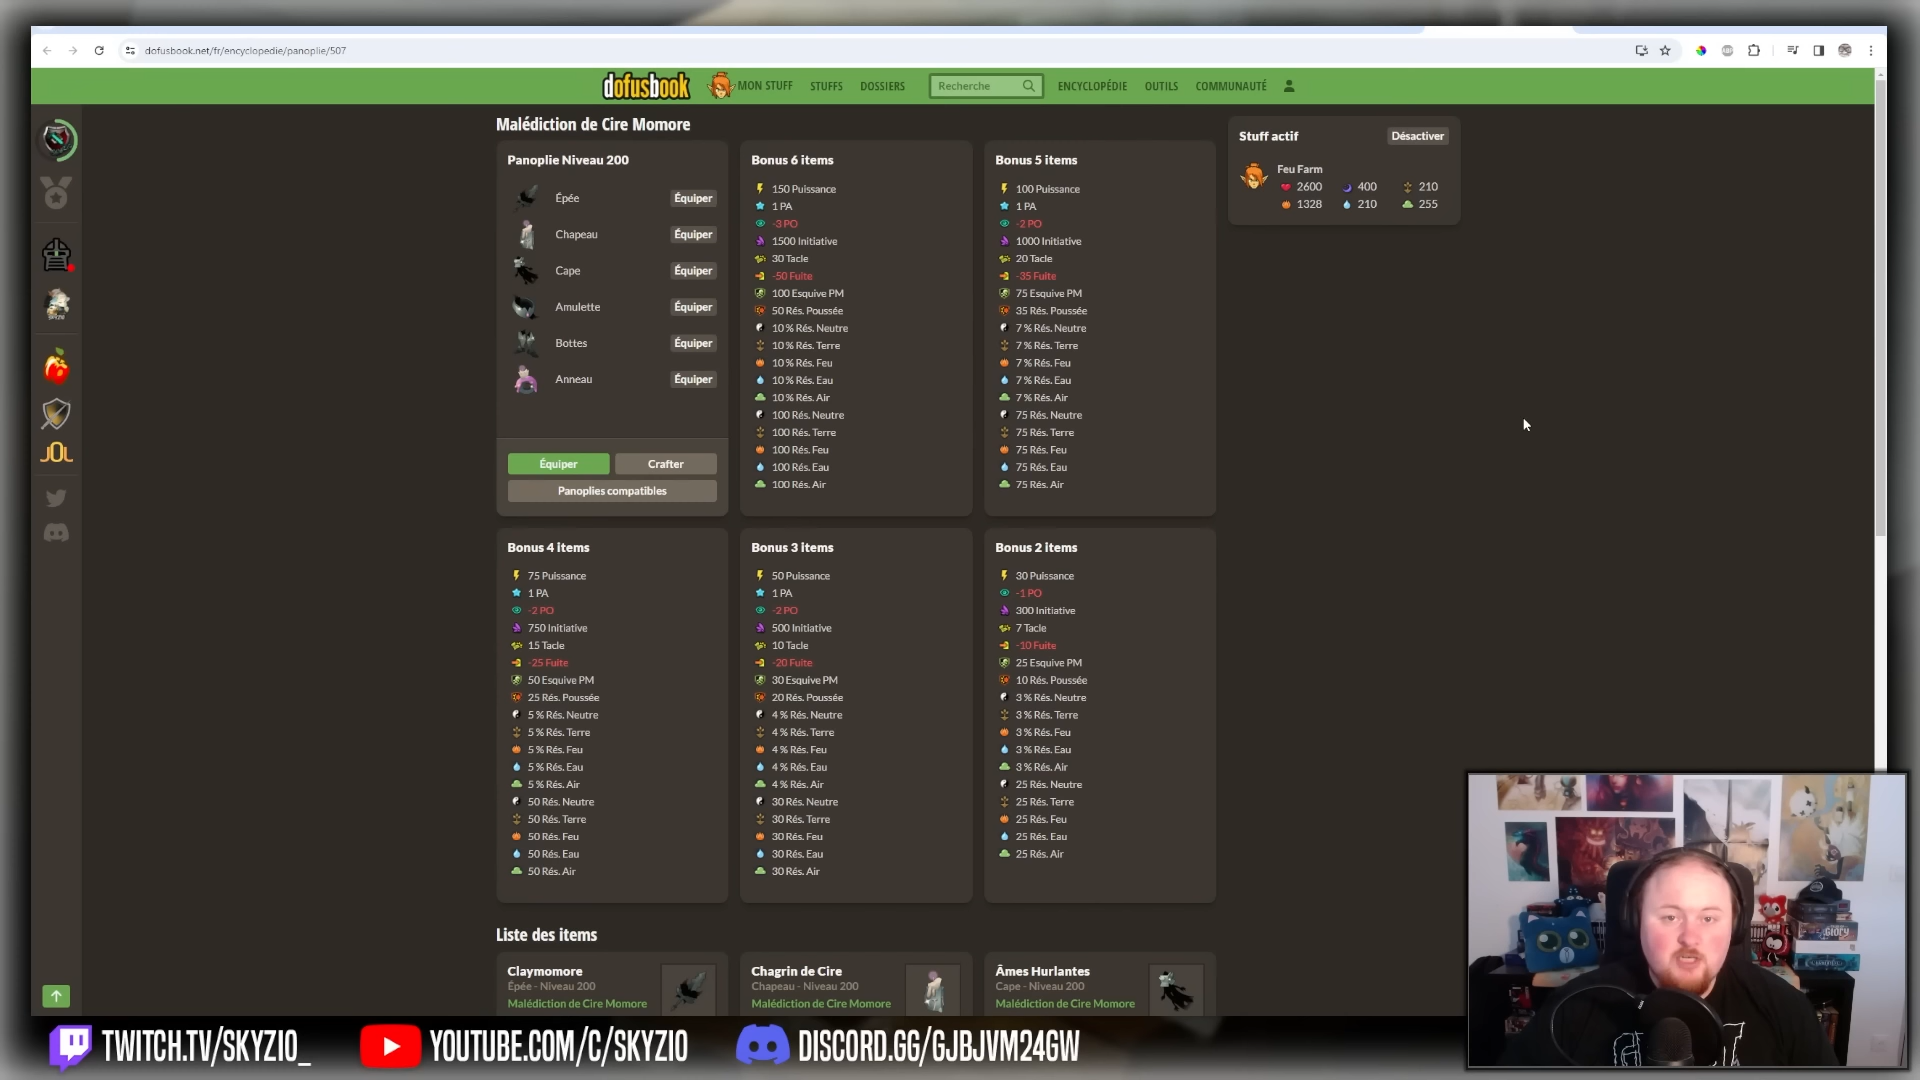 dofusbook.net/fr/encyclopedie/panoplie/507
dofusbook
MON STUFF
STUFFS
DOSSIERS
Recherche
ENCYCLOPÉDIE
OUTILS
COMMUNAUTÉ
Malédiction de Cire Momore
Panoplie Niveau 200
Épée Équiper
Chapeau Équiper
Cape Équiper
Amulette Équiper
Bottes Équiper
Anneau Équiper
Équiper Crafter
Panoplies compatibles
Bonus 6 items
150 Puissance
1 PA
-3 PO
1500 Initiative
30 Tacle
-50 Fuite
100 Esquive PM
50 Rés. Poussée
10 % Rés. Neutre
10 % Rés. Terre
10 % Rés. Feu
10 % Rés. Eau
10 % Rés. Air
100 Rés. Neutre
100 Rés. Terre
100 Rés. Feu
100 Rés. Eau
100 Rés. Air
Bonus 5 items
100 Puissance
1 PA
-2 PO
1000 Initiative
20 Tacle
-35 Fuite
75 Esquive PM
35 Rés. Poussée
7 % Rés. Neutre
7 % Rés. Terre
7 % Rés. Feu
7 % Rés. Eau
7 % Rés. Air
75 Rés. Neutre
75 Rés. Terre
75 Rés. Feu
75 Rés. Eau
75 Rés. Air
Stuff actif Désactiver
Feu Farm
2600 400 210
1328 210 255
JOL
Bonus 4 items
75 Puissance
1 PA
-2 PO
750 Initiative
15 Tacle
-25 Fuite
50 Esquive PM
25 Rés. Poussée
5 % Rés. Neutre
5 % Rés. Terre
5 % Rés. Feu
5 % Rés. Eau
5 % Rés. Air
50 Rés. Neutre
50 Rés. Terre
50 Rés. Feu
50 Rés. Eau
50 Rés. Air
Bonus 3 items
50 Puissance
1 PA
-2 PO
500 Initiative
10 Tacle
-20 Fuite
30 Esquive PM
20 Rés. Poussée
4 % Rés. Neutre
4 % Rés. Terre
4 % Rés. Feu
4 % Rés. Eau
4 % Rés. Air
30 Rés. Neutre
30 Rés. Terre
30 Rés. Feu
30 Rés. Eau
30 Rés. Air
Bonus 2 items
30 Puissance
-1 PO
300 Initiative
7 Tacle
-10 Fuite
25 Esquive PM
10 Rés. Poussée
3 % Rés. Neutre
3 % Rés. Terre
3 % Rés. Feu
3 % Rés. Eau
3 % Rés. Air
25 Rés. Neutre
25 Rés. Terre
25 Rés. Feu
25 Rés. Eau
25 Rés. Air
Liste des items
Claymomore
Épée - Niveau 200
Malédiction de Cire Momore
Chagrin de Cire
Chapeau - Niveau 200
Malédiction de Cire Momore
Âmes Hurlantes
Cape - Niveau 200
Malédiction de Cire Momore
TWITCH.TV/SKYZIO_
YOUTUBE.COM/C/SKYZIO
DISCORD.GG/GJBJVM24GW